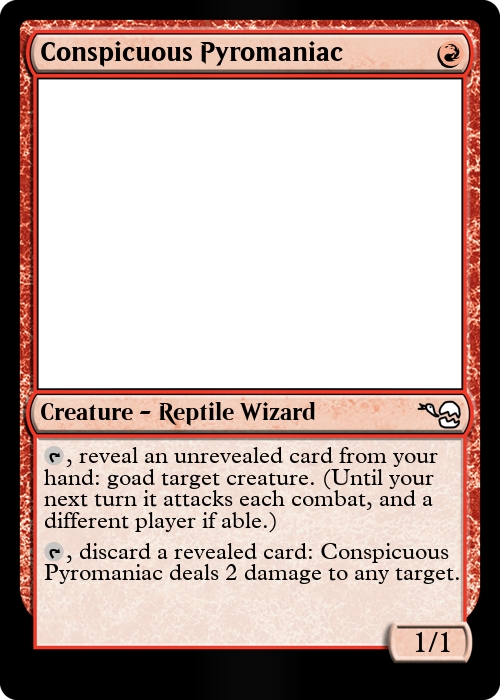 Conspicuous Pyromaniac
Creature – Reptile Wizard
, reveal an unrevealed card from your
hand: goad target creature. (Until your
next turn it attacks each combat, and a
different player if able.)
, discard a revealed card: Conspicuous
Pyromaniac deals 2 damage to any target.
1/1